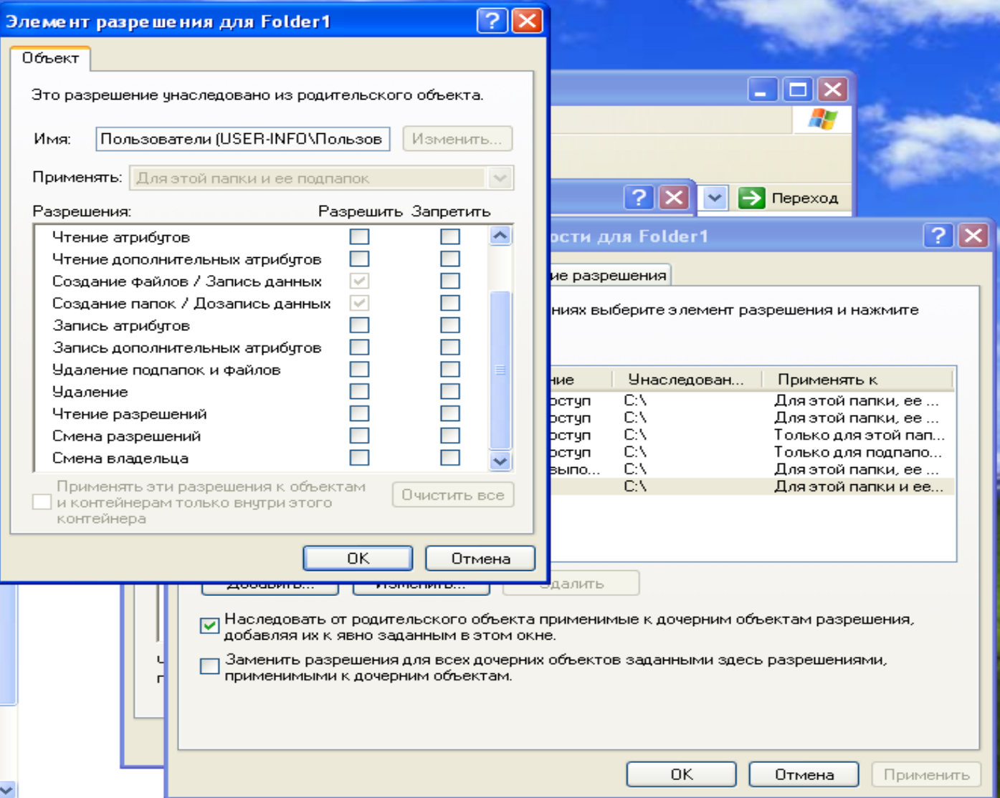 Элемент разрешения для Folder1
Объект
Это разрешение унаследовано из родительского объекта.
Имя: Пользователи (USER-INFO\Пользов Изменить...
Применять: Для этой папки и ее подпапок
Разрешения: Разрешить Запретить
Чтение атрибутов
Чтение дополнительных атрибутов
Создание файлов / Запись данных
Создание папок / Дозапись данных
Запись атрибутов
Запись дополнительных атрибутов
Удаление подпапок и файлов
Удаление
Чтение разрешений
Смена разрешений
Смена владельца
Применять эти разрешения к объектам
и контейнерам только внутри этого
контейнера
Очистить все
OK Отмена
Переход
ости для Folder1
ие разрешения
ниях выберите элемент разрешения и нажмите
ние Унаследован... Применять к
оступ C:\ Для этой папки, ее ...
оступ C:\ Для этой папки, ее ...
оступ C:\ Только для этой пап...
оступ C:\ Только для подпапо...
выпо... C:\ Для этой папки, ее ...
C:\ Для этой папки и ее...
Добавить... Изменить... Удалить
Наследовать от родительского объекта применимые к дочерним объектам разрешения,
добавляя их к явно заданным в этом окне.
Заменить разрешения для всех дочерних объектов заданными здесь разрешениями,
применимыми к дочерним объектам.
OK Отмена Применить